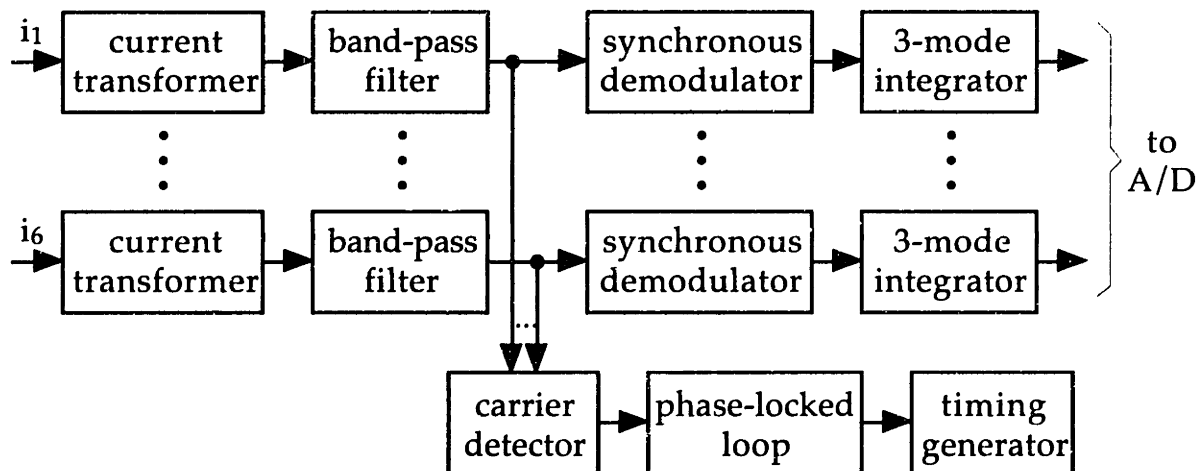 i1
current
transformer
band-pass
filter
synchronous
demodulator
3-mode
integrator
to
A/D
i6
current
transformer
band-pass
filter
synchronous
demodulator
3-mode
integrator
...
carrier
detector
phase-locked
loop
timing
generator